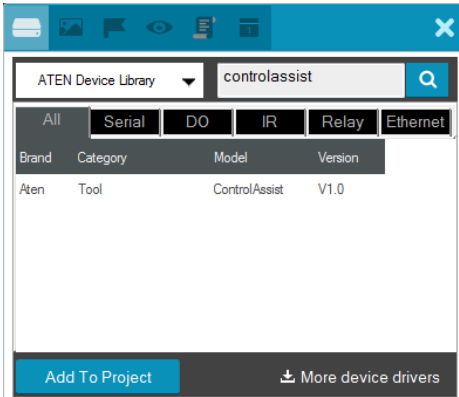 1
ATEN Device Library controlassist
All Serial DO IR Relay Ethernet
Brand Category Model Version
Aten Tool ControlAssist V1.0
Add To Project More device drivers